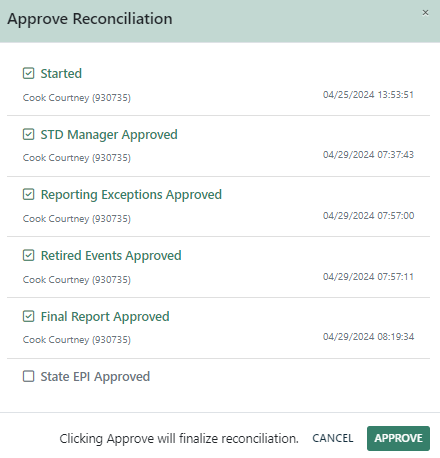 Approve Reconciliation ×
Started
Cook Courtney (930735) 04/25/2024 13:53:51
STD Manager Approved
Cook Courtney (930735) 04/29/2024 07:37:43
Reporting Exceptions Approved
Cook Courtney (930735) 04/29/2024 07:57:00
Retired Events Approved
Cook Courtney (930735) 04/29/2024 07:57:11
Final Report Approved
Cook Courtney (930735) 04/29/2024 08:19:34
State EPI Approved
Clicking Approve will finalize reconciliation. CANCEL APPROVE